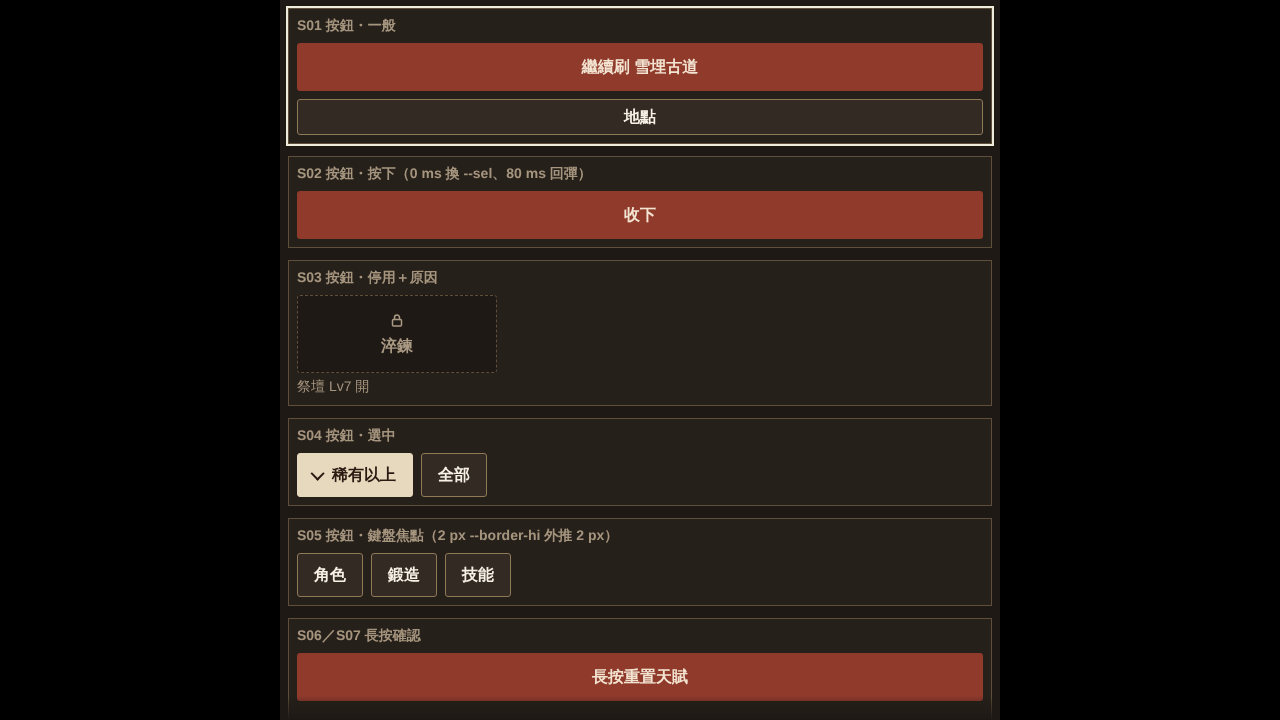 S01 按鈕・一般
繼續刷 雪埋古道
地點
S02 按鈕・按下（0 ms 換 --sel、80 ms 回彈）
收下
S03 按鈕・停用＋原因
淬鍊
祭壇 Lv7 開
S04 按鈕・選中
稀有以上 全部
S05 按鈕・鍵盤焦點（2 px --border-hi 外推 2 px）
角色 鍛造 技能
S06／S07 長按確認
長按重置天賦